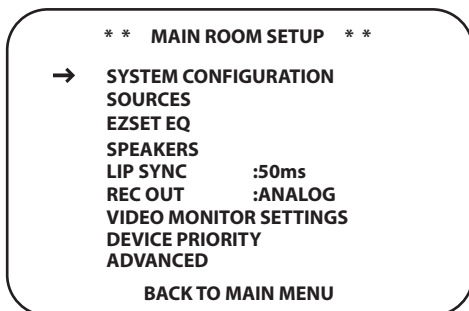 * * MAIN ROOM SETUP * *
→ SYSTEM CONFIGURATION
SOURCES
EZSET EQ
SPEAKERS
LIP SYNC :50ms
REC OUT :ANALOG
VIDEO MONITOR SETTINGS
DEVICE PRIORITY
ADVANCED
BACK TO MAIN MENU